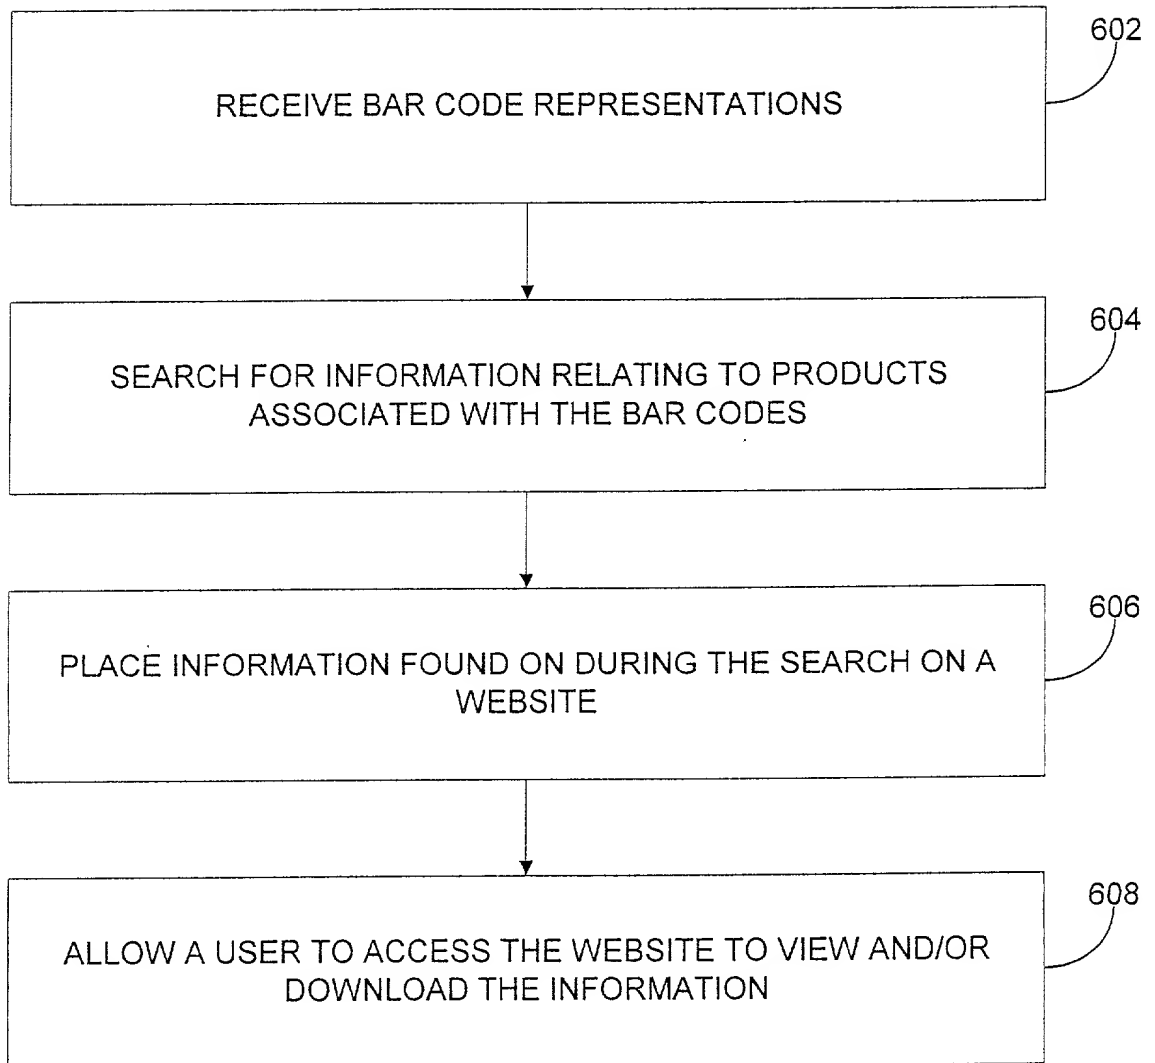 602
RECEIVE BAR CODE REPRESENTATIONS
604
SEARCH FOR INFORMATION RELATING TO PRODUCTS
ASSOCIATED WITH THE BAR CODES
606
PLACE INFORMATION FOUND ON DURING THE SEARCH ON A
WEBSITE
608
ALLOW A USER TO ACCESS THE WEBSITE TO VIEW AND/OR
DOWNLOAD THE INFORMATION